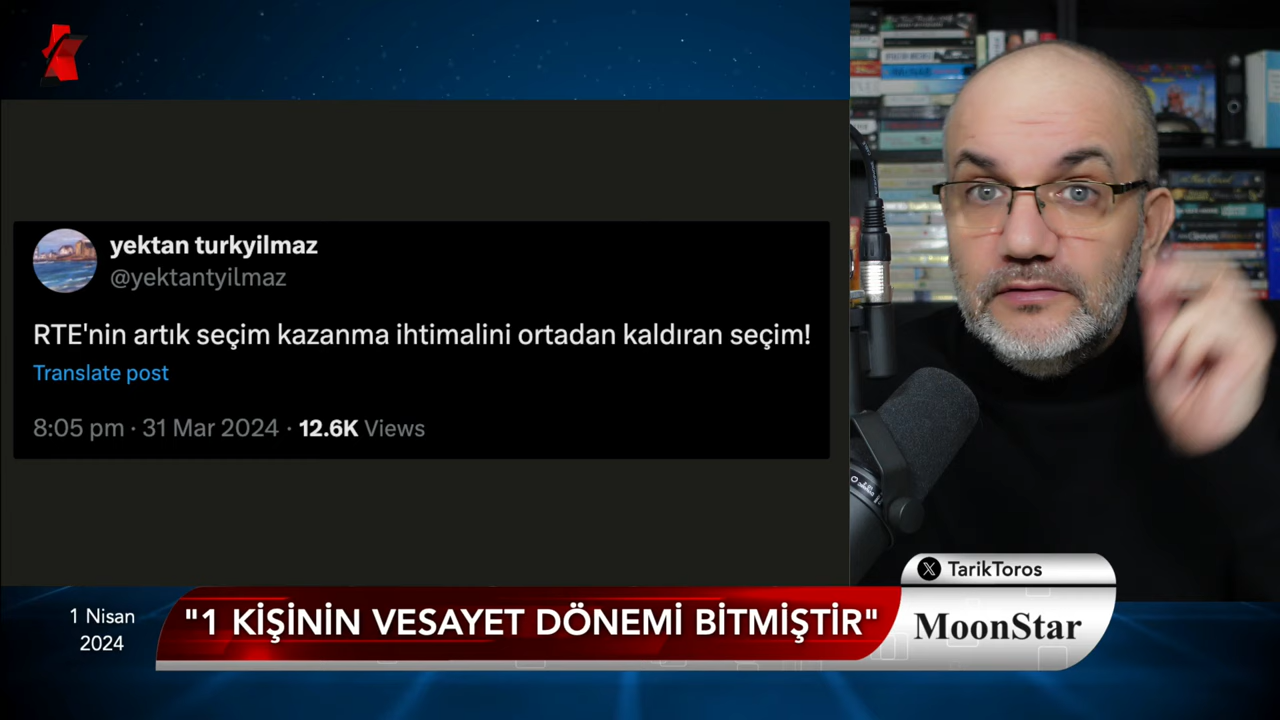 yektan turkyilmaz
@yektantyilmaz
RTE'nin artık seçim kazanma ihtimalini ortadan kaldıran seçim!
Translate post
8:05 pm · 31 Mar 2024 · 12.6K Views
1 Nisan
2024
"1 KİŞİNİN VESAYET DÖNEMİ BİTMİŞTİR"
X TarikToros
MoonStar